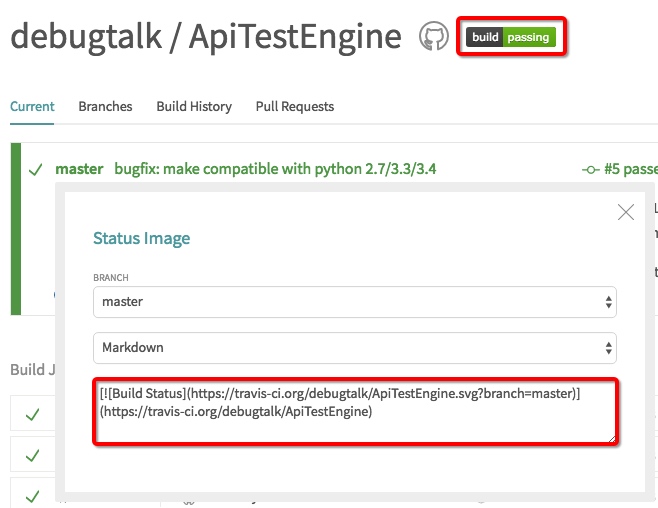 debugtalk / ApiTestEngine build passing
Current Branches Build History Pull Requests
master bugfix: make compatible with python 2.7/3.3/3.4 #5 passe
Status Image
BRANCH
master
Markdown
[![Build Status](https://travis-ci.org/debugtalk/ApiTestEngine.svg?branch=master)]
(https://travis-ci.org/debugtalk/ApiTestEngine)
Build J